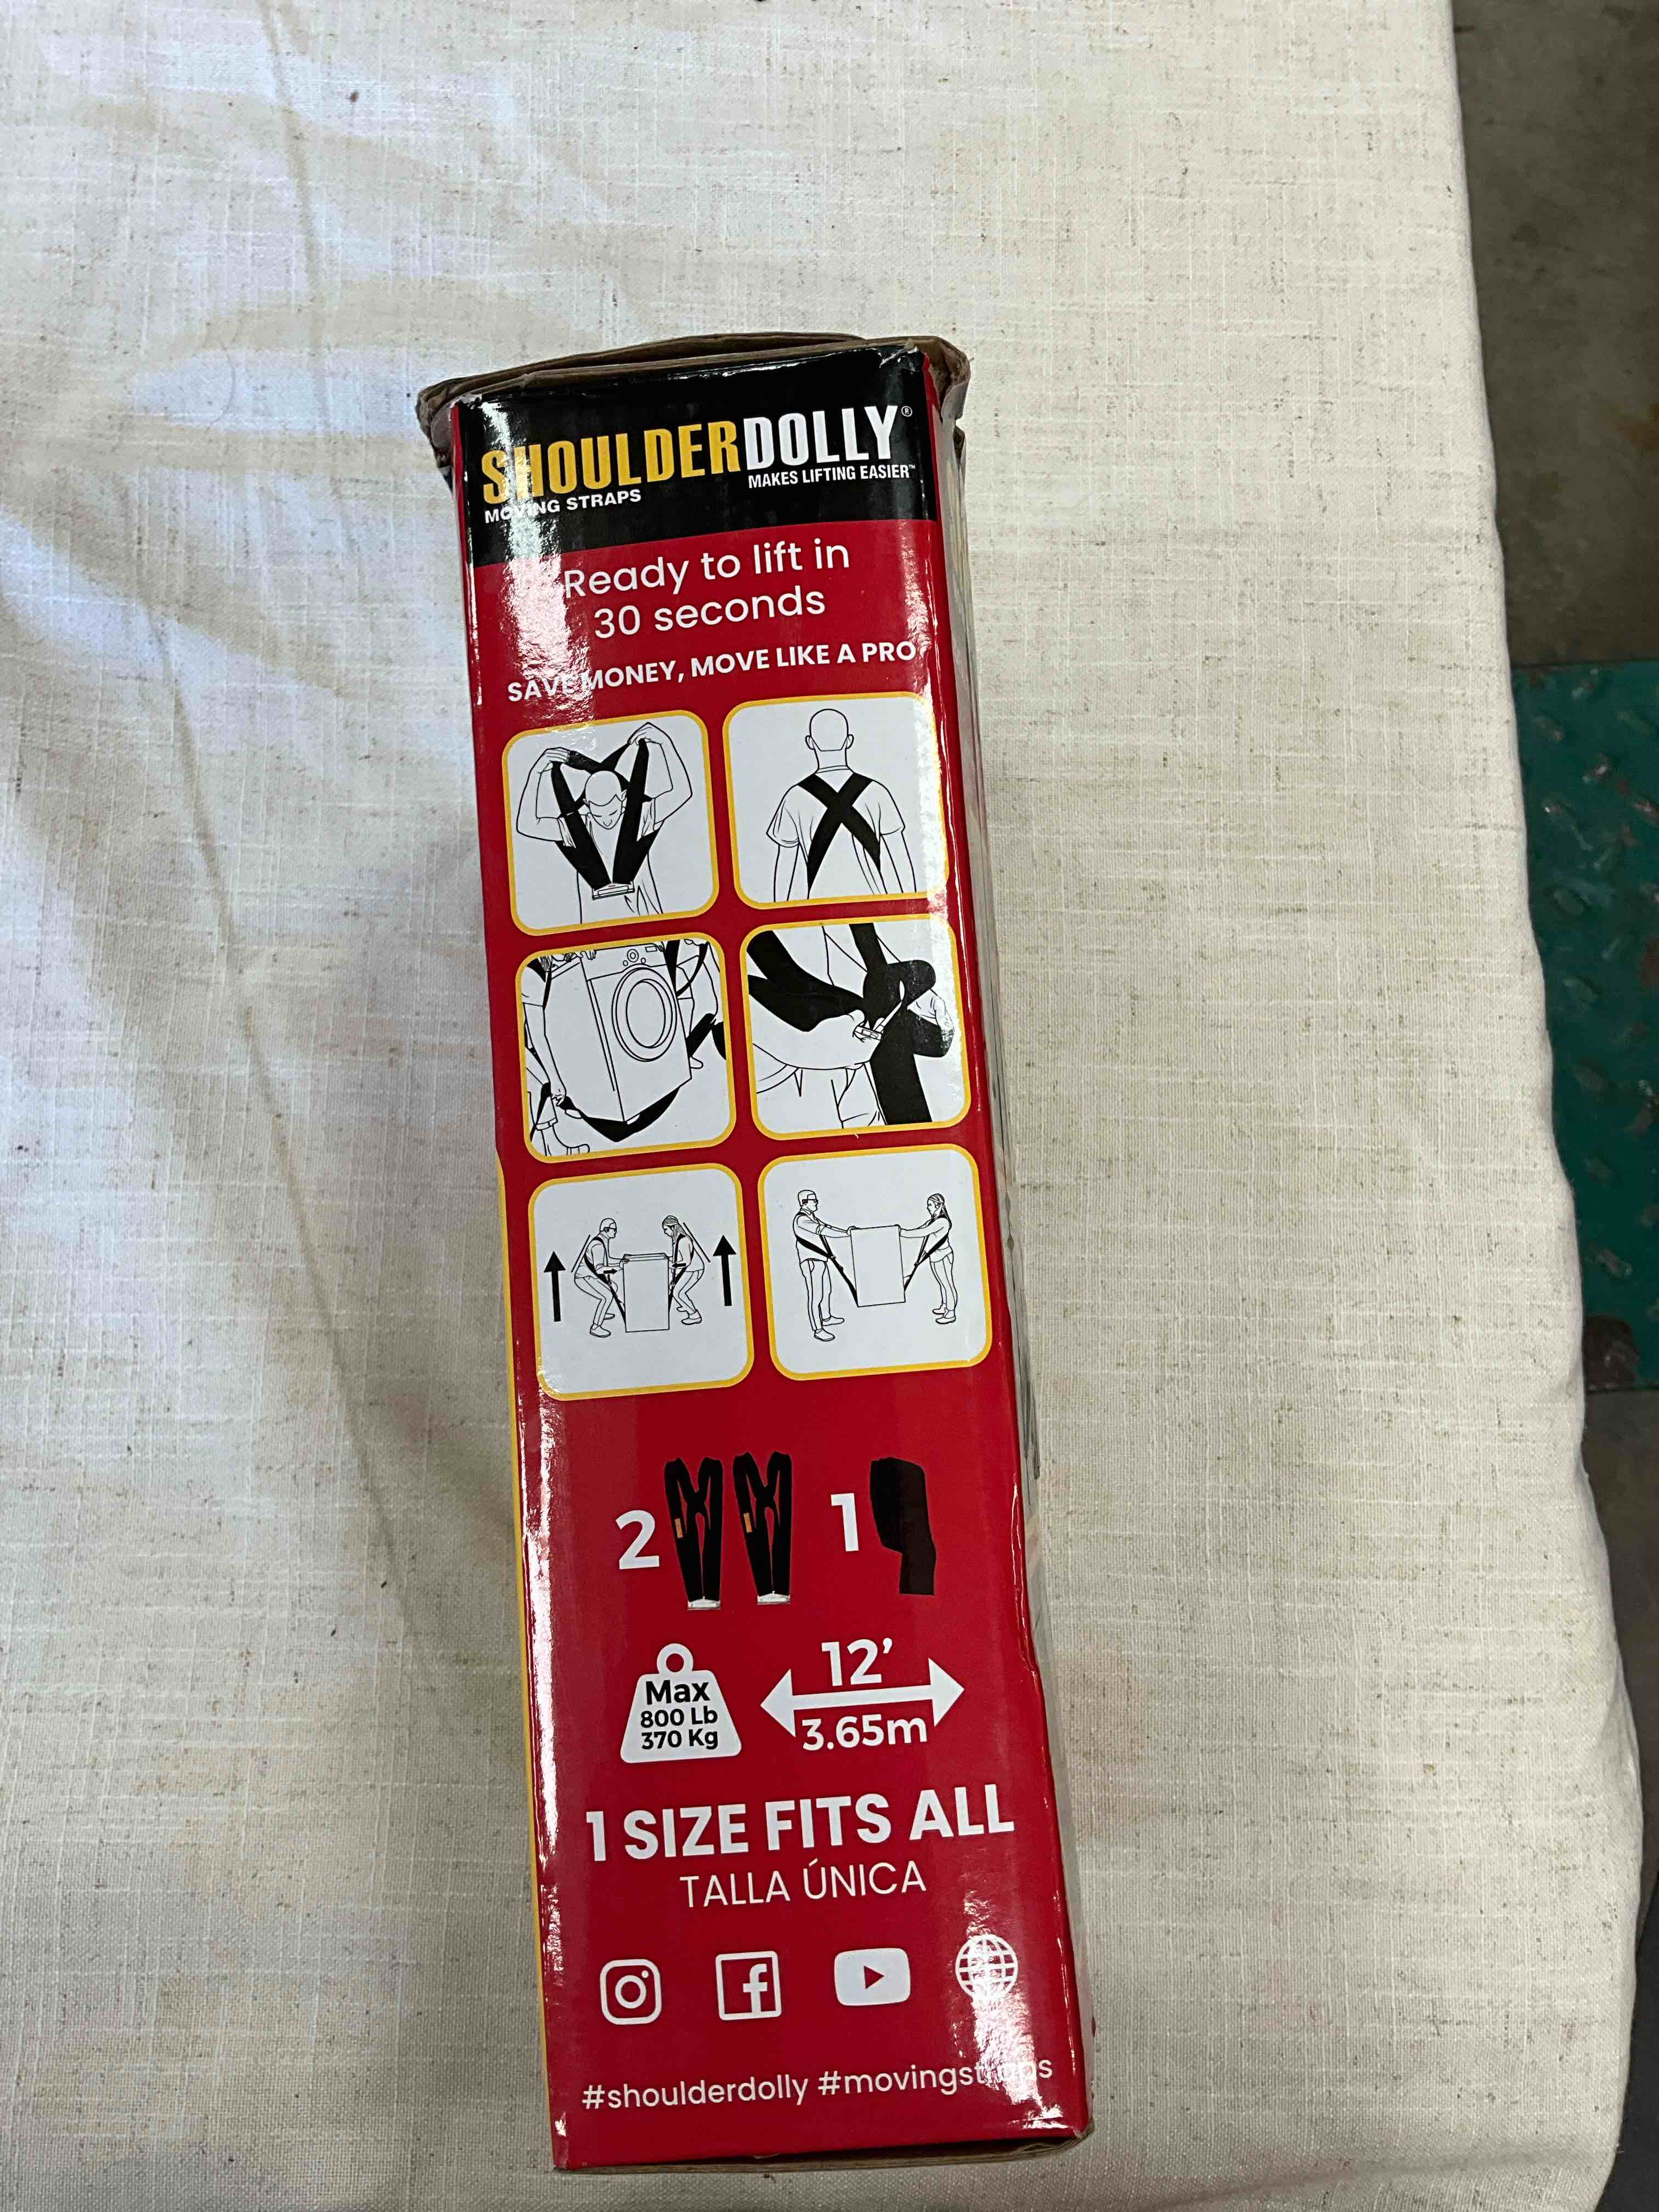 SHOULDERDOLLY®
MAKES LIFTING EASIER™
MOVING STRAPS
Ready to lift in
30 seconds
SAVE MONEY, MOVE LIKE A PRO
2
1
Max
800 Lb
370 Kg
12'
3.65m
1 SIZE FITS ALL
TALLA ÚNICA
#shoulderdolly #movingstraps